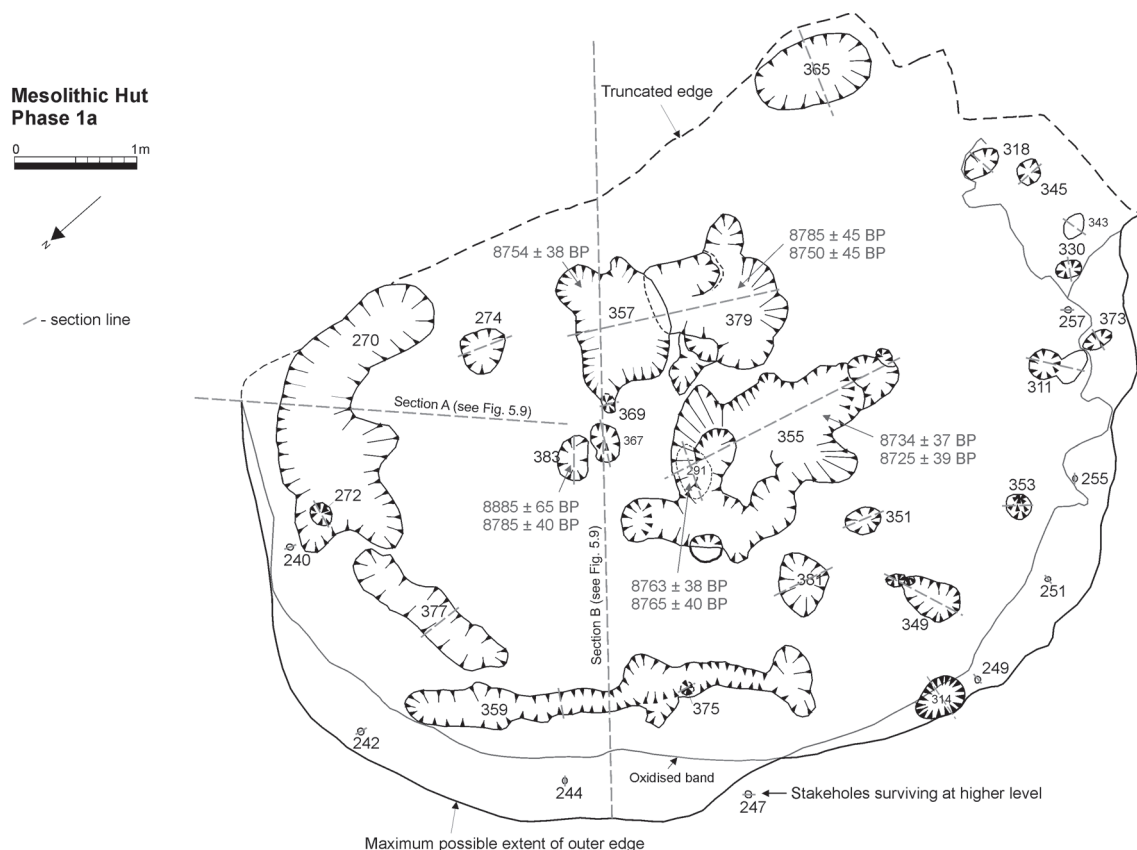 Mesolithic Hut
Phase 1a
0 1m
N
- section line
Truncated edge
365
318
345
343
330
257
373
311
8754 ± 38 BP
8785 ± 45 BP
8750 ± 45 BP
270
274
357
379
Section A (see Fig. 5.9)
369
367
383
355
291
8734 ± 37 BP
8725 ± 39 BP
8885 ± 65 BP
8785 ± 40 BP
272
240
353
255
351
8763 ± 38 BP
8765 ± 40 BP
381
251
349
377
Section B (see Fig. 5.9)
249
314
359
375
242
Oxidised band
244
247
Stakeholes surviving at higher level
Maximum possible extent of outer edge